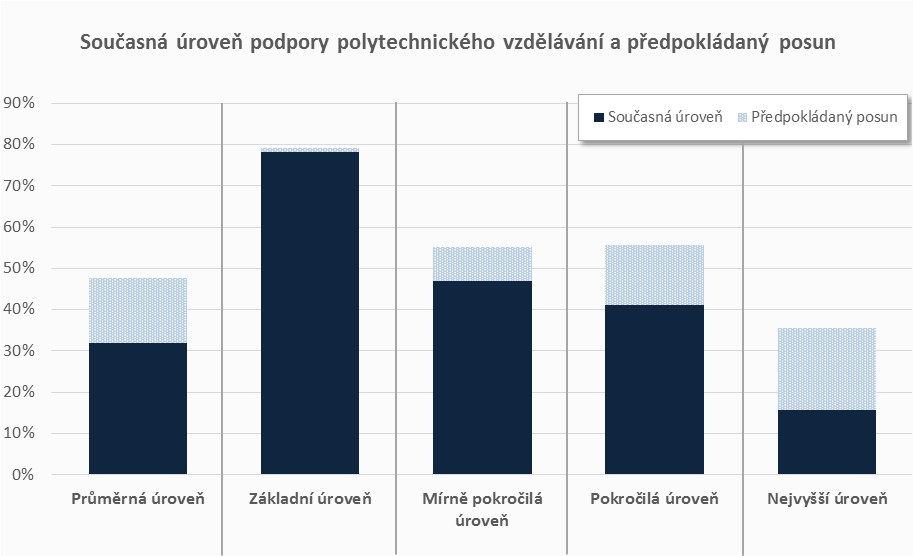 Současná úroveň podpory polytechnického vzdělávání a předpokládaný posun
90%
80%
70%
60%
50%
40%
30%
20%
10%
0%
Současná úroveň
Předpokládaný posun
Průměrná úroveň
Základní úroveň
Mírně pokročilá
úroveň
Pokročilá úroveň
Nejvyšší úroveň